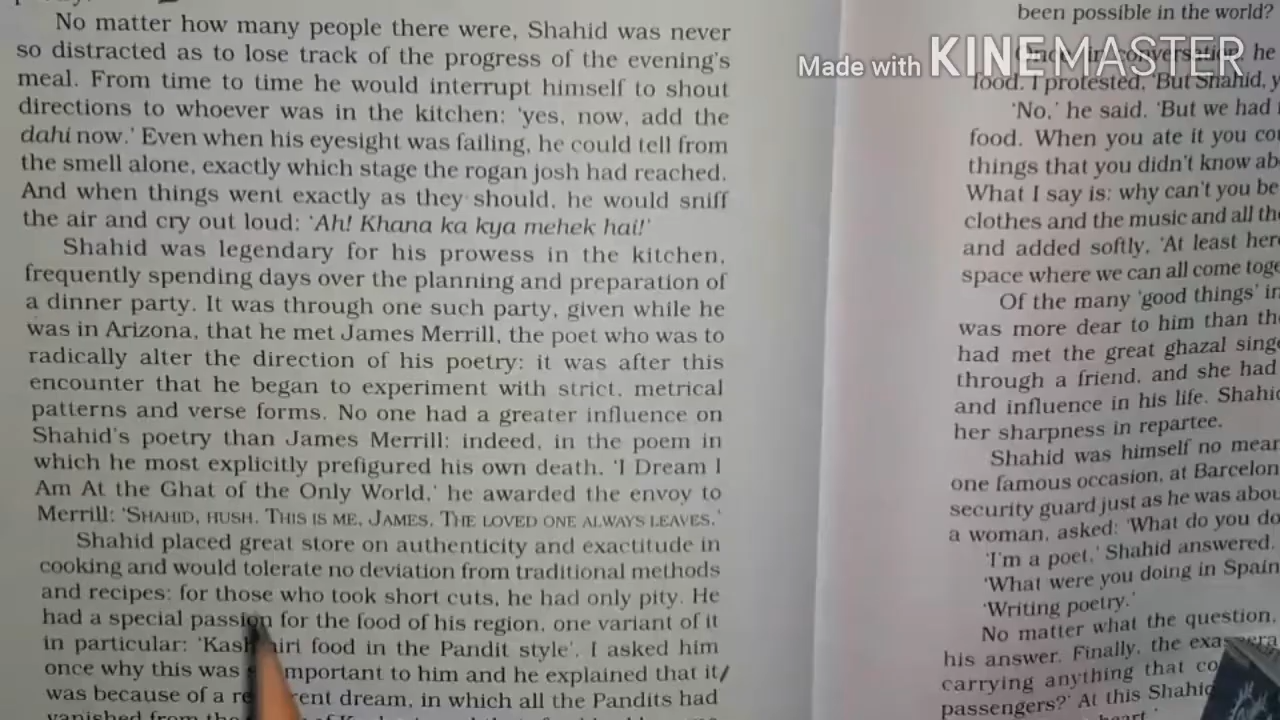 No matter how many people there were, Shahid was never
so distracted as to lose track of the progress of the evening's
meal. From time to time he would interrupt himself to shout
directions to whoever was in the kitchen: 'yes, now, add the
dahi now.' Even when his eyesight was failing, he could tell from
the smell alone, exactly which stage the rogan josh had reached.
And when things went exactly as they should, he would sniff
the air and cry out loud: 'Ah! Khana ka kya mehek hai!'
Shahid was legendary for his prowess in the kitchen,
frequently spending days over the planning and preparation of
a dinner party. It was through one such party, given while he
was in Arizona, that he met James Merrill, the poet who was to
radically alter the direction of his poetry: it was after this
encounter that he began to experiment with strict, metrical
patterns and verse forms. No one had a greater influence on
Shahid's poetry than James Merrill: indeed, in the poem in
which he most explicitly prefigured his own death, 'I Dream I
Am At the Ghat of the Only World,' he awarded the envoy to
Merrill: 'SHAHID, HUSH. THIS IS ME, JAMES. THE LOVED ONE ALWAYS LEAVES.'
Shahid placed great store on authenticity and exactitude in
cooking and would tolerate no deviation from traditional methods
and recipes: for those who took short cuts, he had only pity. He
had a special passion for the food of his region, one variant of it
in particular: 'Kashmiri food in the Pandit style'. I asked him
once why this was important to him and he explained that it
was because of a dream, in which all the Pandits had
vanished from the
been possible in the world?
Made with KINEMASTER
conversation he
food. I protested, 'But Shahid, y
'No,' he said. 'But we had
food. When you ate it you co
things that you didn't know ab
What I say is: why can't you be
clothes and the music and all the
and added softly, 'At least here
space where we can all come toge
Of the many 'good things' in
was more dear to him than the
had met the great ghazal singe
through a friend, and she had
and influence in his life. Shahid
her sharpness in repartee.
Shahid was himself no mean
one famous occasion, at Barcelon
security guard just as he was abou
a woman, asked: 'What do you do
'I'm a poet,' Shahid answered.
'What were you doing in Spain
'Writing poetry.'
No matter what the question,
his answer. Finally, the
carrying anything that co
passengers?' At this Shahid
heart.'